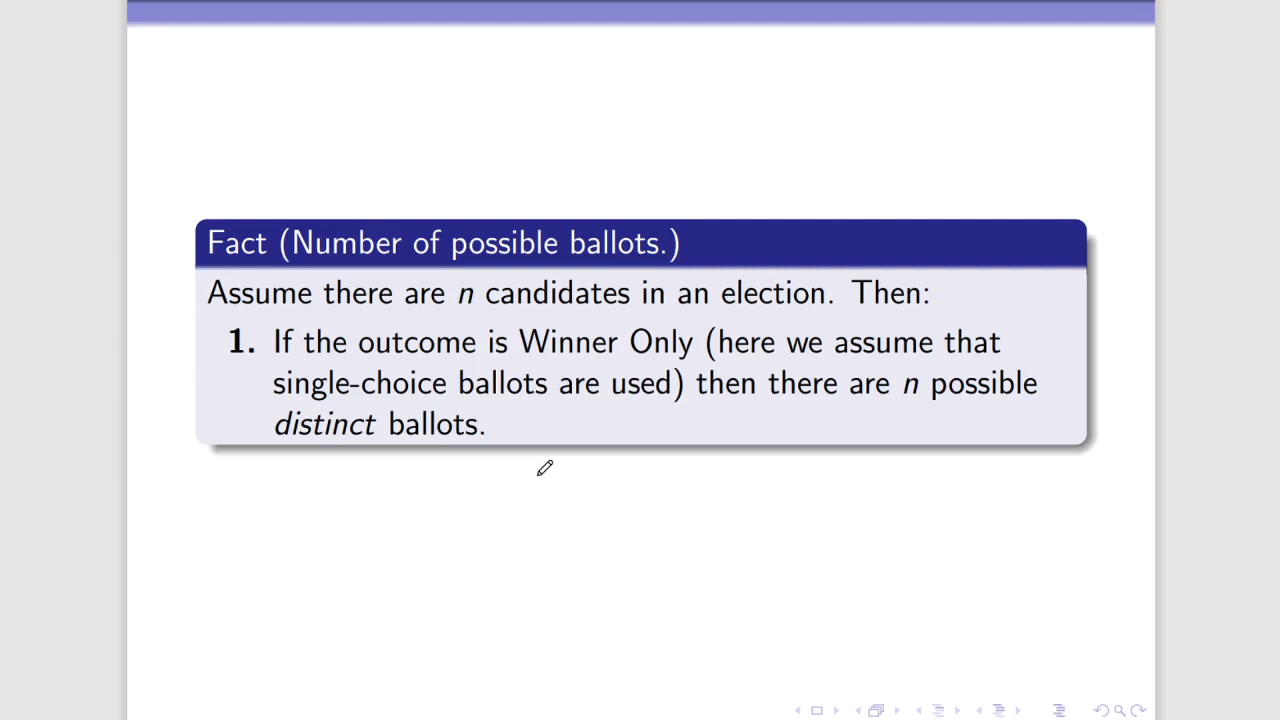 Fact (Number of possible ballots.)
Assume there are n candidates in an election. Then:
1. If the outcome is Winner Only (here we assume that
single-choice ballots are used) then there are n possible
distinct ballots.